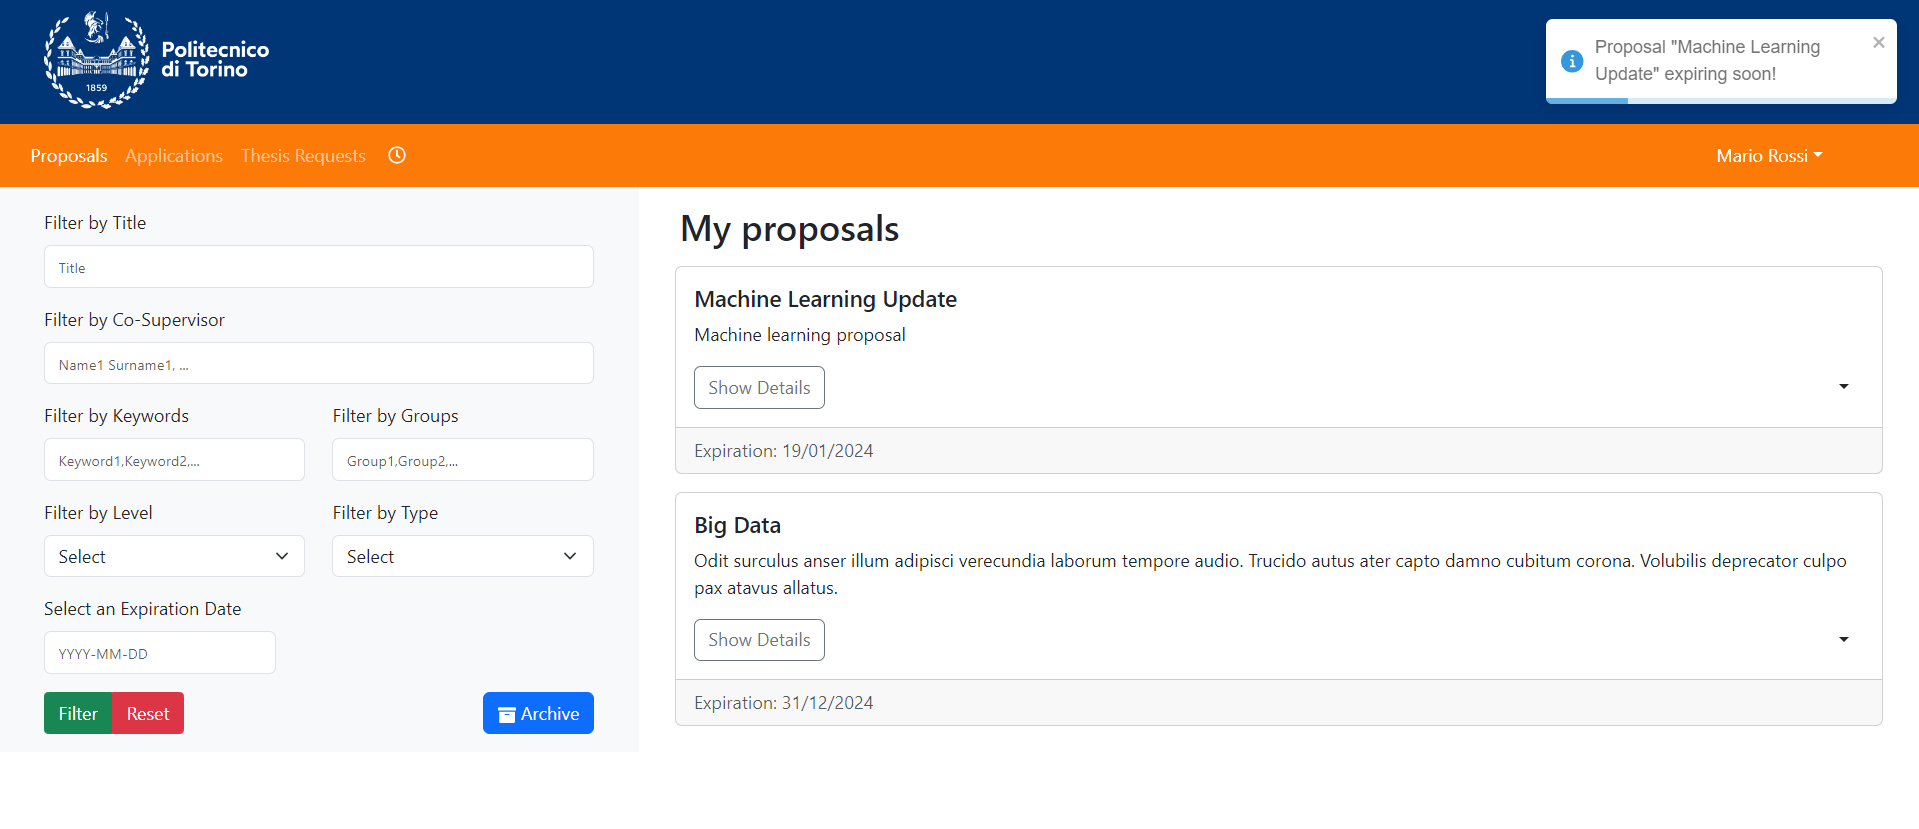 Politecnico
di Torino
1859
Proposal "Machine Learning
Update" expiring soon!
Proposals Applications Thesis Requests
Mario Rossi
Filter by Title
Title
Filter by Co-Supervisor
Name1 Surname1, ...
Filter by Keywords
Filter by Groups
Keyword1,Keyword2,...
Group1,Group2,...
Filter by Level
Filter by Type
Select
Select
Select an Expiration Date
YYYY-MM-DD
Filter
Reset
Archive
My proposals
Machine Learning Update
Machine learning proposal
Show Details
Expiration: 19/01/2024
Big Data
Odit surculus anser illum adipisci verecundia laborum tempore audio. Trucido autus ater capto damno cubitum corona. Volubilis deprecator culpo
pax atavus allatus.
Show Details
Expiration: 31/12/2024